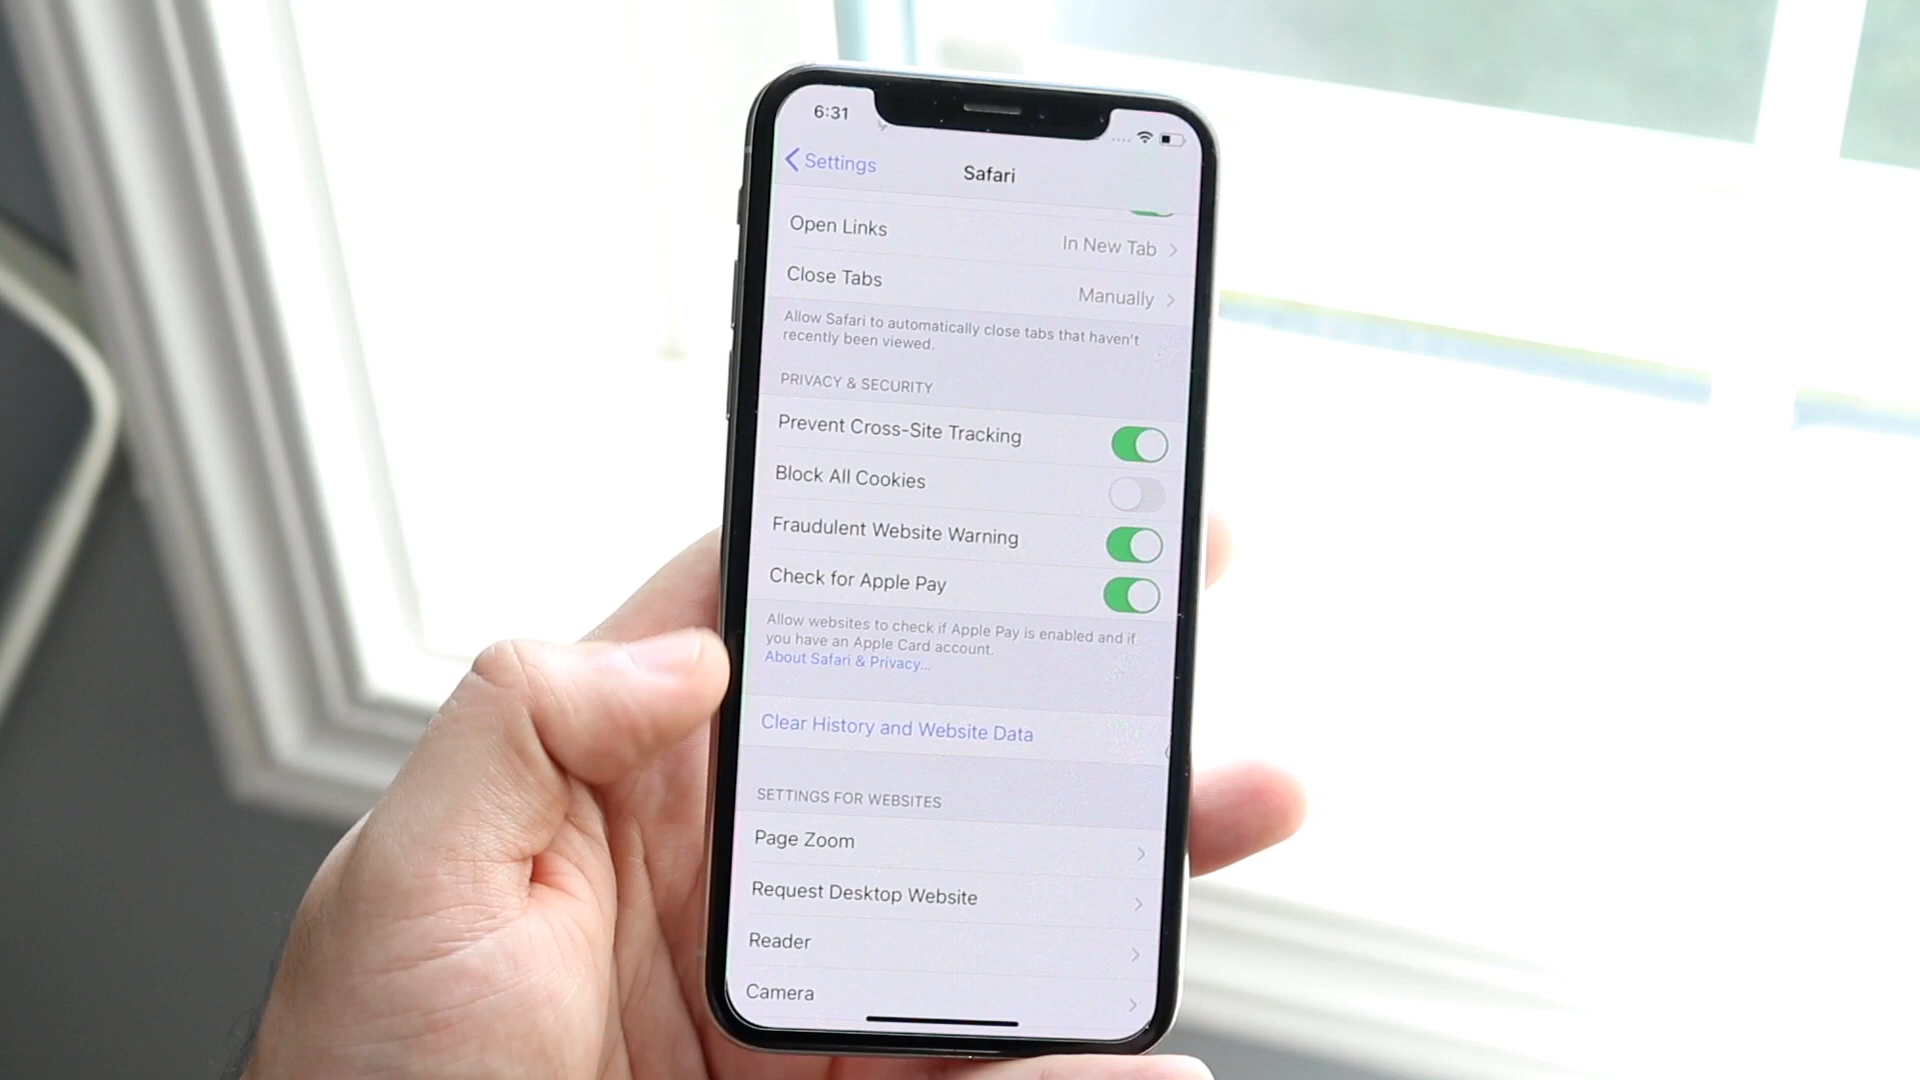 6:31
Settings
Safari
Open Links
In New Tab
Close Tabs
Manually
Allow Safari to automatically close tabs that haven't
recently been viewed.
PRIVACY & SECURITY
Prevent Cross-Site Tracking
Block All Cookies
Fraudulent Website Warning
Check for Apple Pay
Allow websites to check if Apple Pay is enabled and if
you have an Apple Card account.
About Safari & Privacy...
Clear History and Website Data
SETTINGS FOR WEBSITES
Page Zoom
Request Desktop Website
Reader
Camera